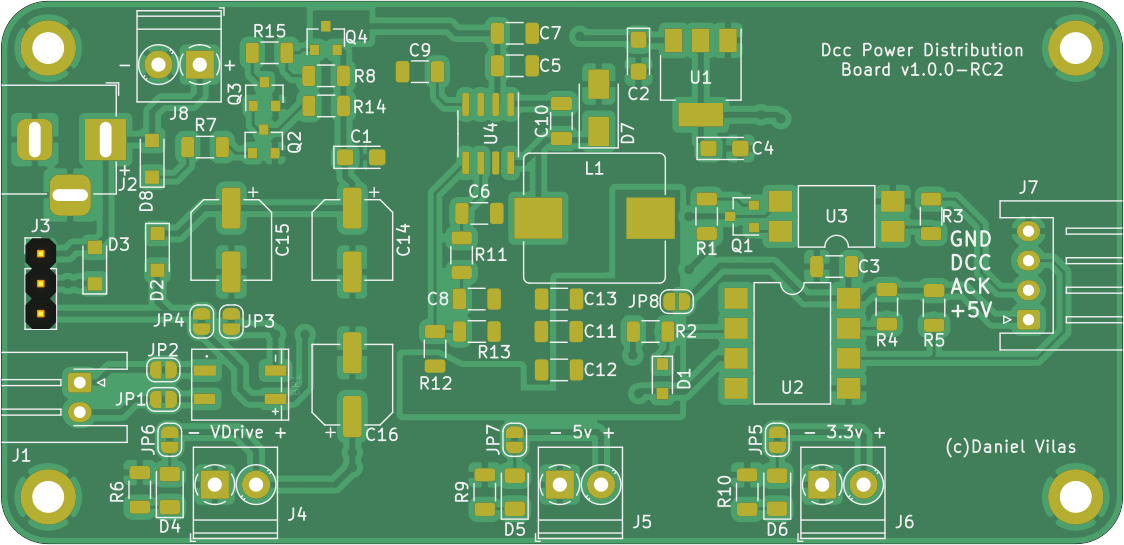 R15
Q4
C7
C9
C5
Dcc Power Distribution
Board v1.0.0-RC2
- +
R8
U1
Q3
C2
R14
J8
R7
Q2
C1
U4
C10
D7
C4
+
J2
D8
L1
J3
D3
D2
+
C15
+
C14
C6
R11
R1
Q1
U3
R3
J7
GND
DCC
ACK
+5V
C3
C8
C13
JP8
JP4
JP3
R13
C11
R2
R4
R5
JP2
R12
C12
D1
U2
JP1
- +
+
C16
JP6
- VDrive +
JP7
- 5v +
JP5
- 3.3v +
(c)Daniel Vilas
J1
R6
D4
J4
R9
D5
J5
R10
D6
J6